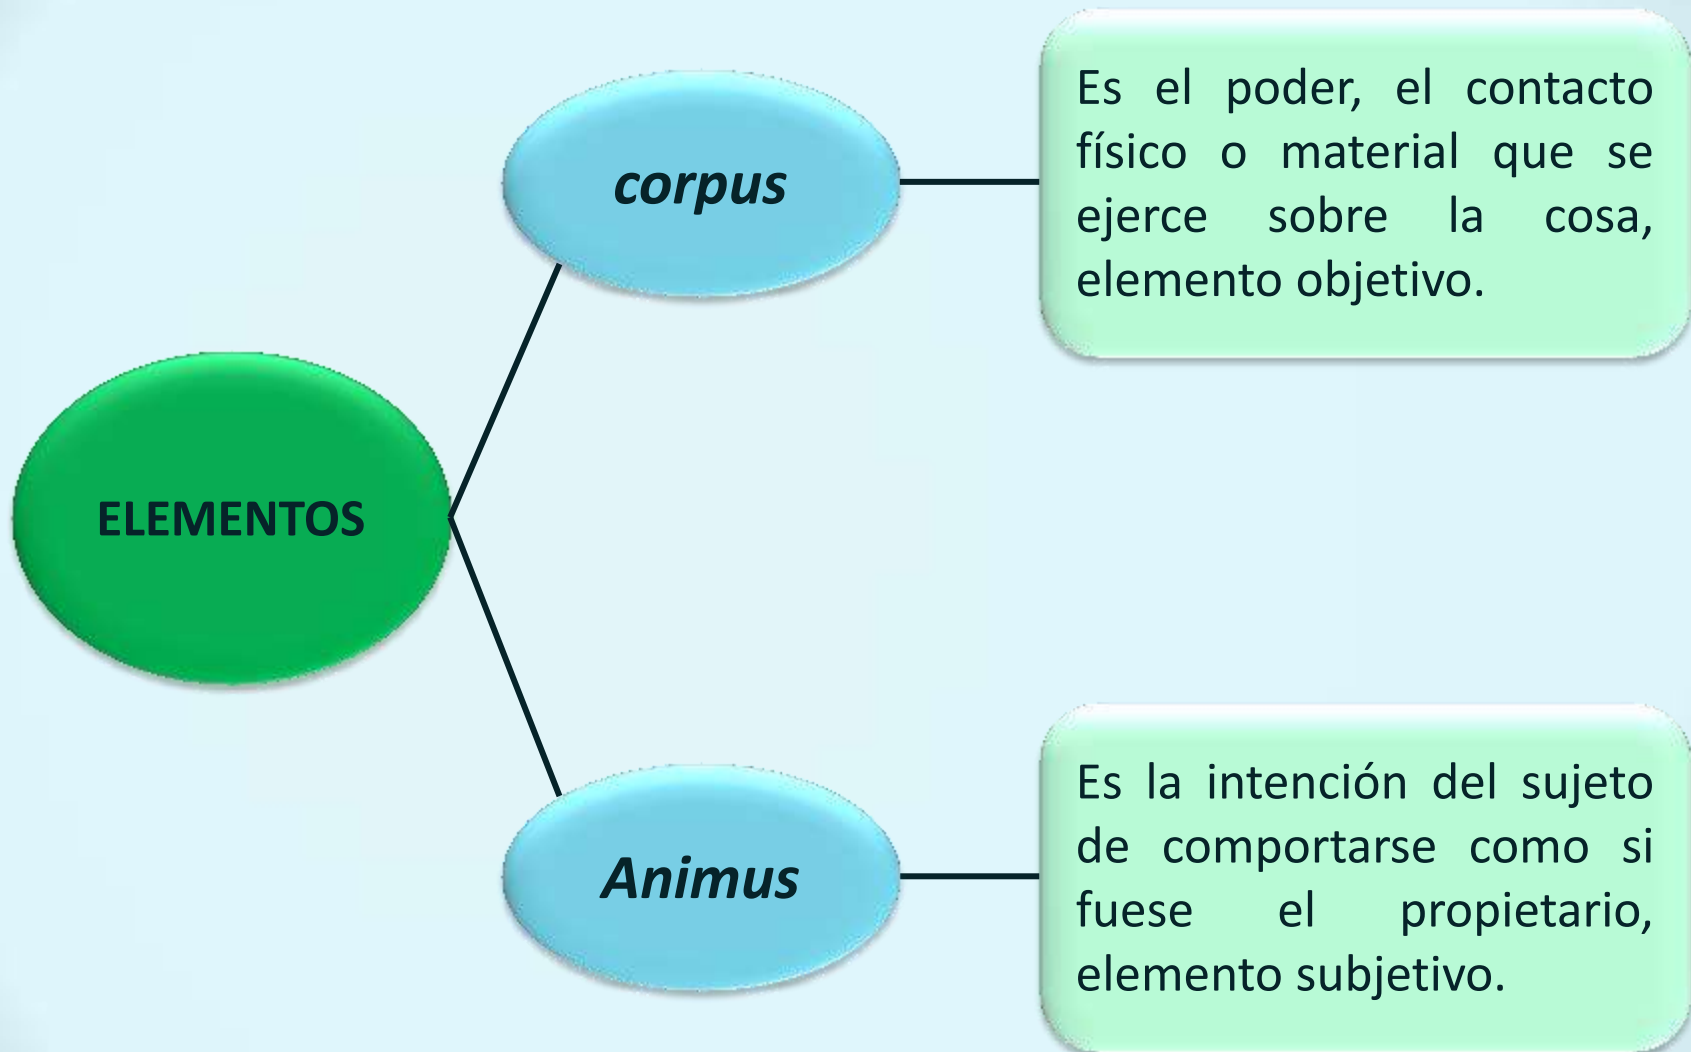 ELEMENTOS
corpus
Es el poder, el contacto
físico o material que se
ejerce sobre la cosa,
elemento objetivo.
Animus
Es la intención del sujeto
de comportarse como si
fuese el propietario,
elemento subjetivo.